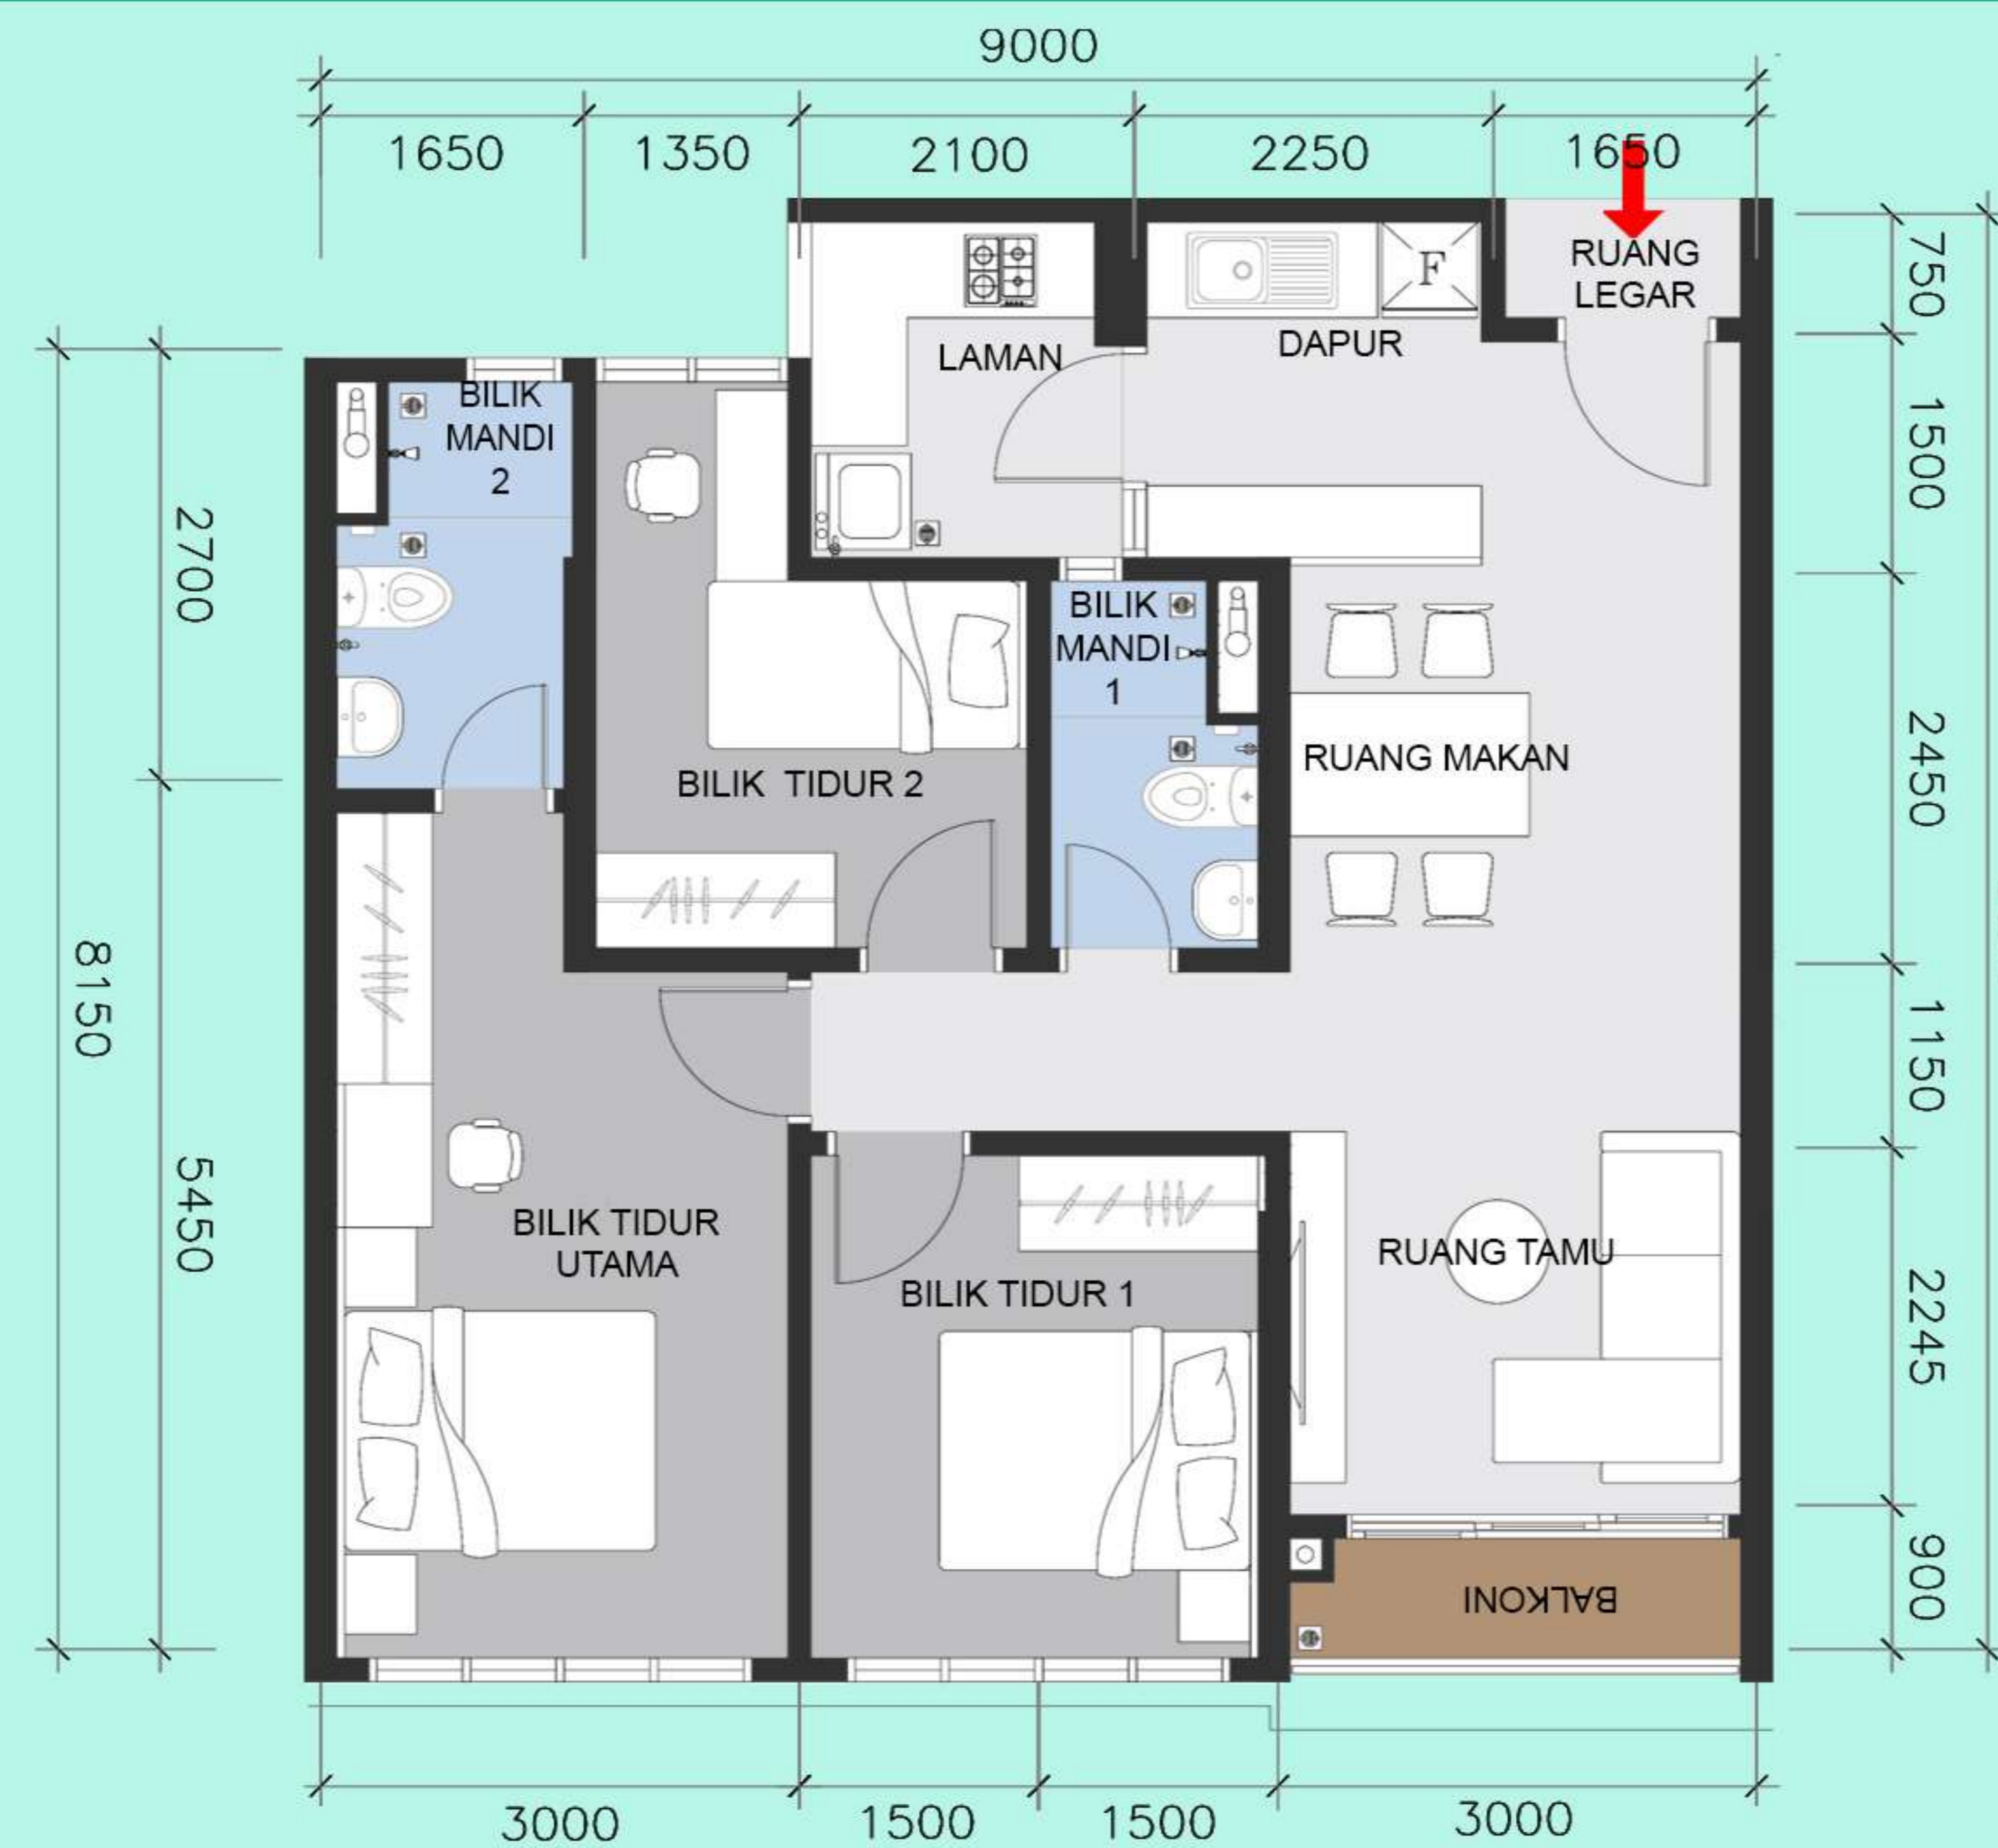 9000
1650
1350
2100
2250
1650
RUANG
LEGAR
750
F
DAPUR
LAMAN
BILIK
MANDI
2
1500
2700
BILIK
MANDI
1
RUANG MAKAN
2450
BILIK  TIDUR 2
8150
1150
5450
BILIK TIDUR
UTAMA
BILIK TIDUR 1
RUANG TAMU
2245
BALKONI
900
3000
1500
1500
3000